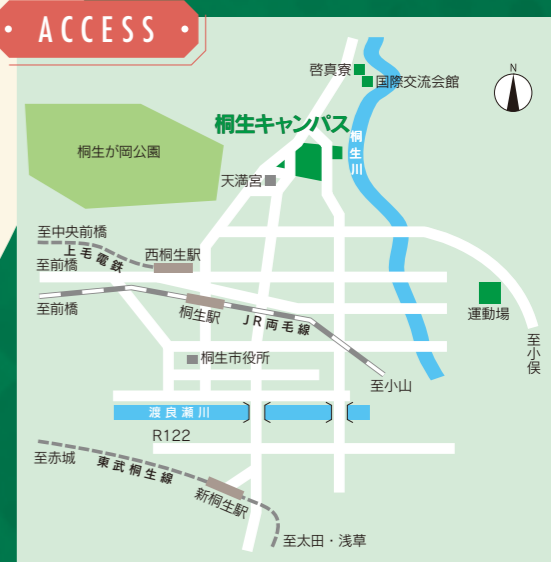 ACCESS
N
啓真寮
国際交流会館
桐生キャンパス
桐生川
桐生が岡公園
天満宮
至中央前橋
上毛電鉄
西桐生駅
至前橋
至前橋
桐生駅
JR両毛線
運動場
至小俣
桐生市役所
至小山
渡良瀬川
R122
至赤城
東武桐生線
新桐生駅
至太田・浅草